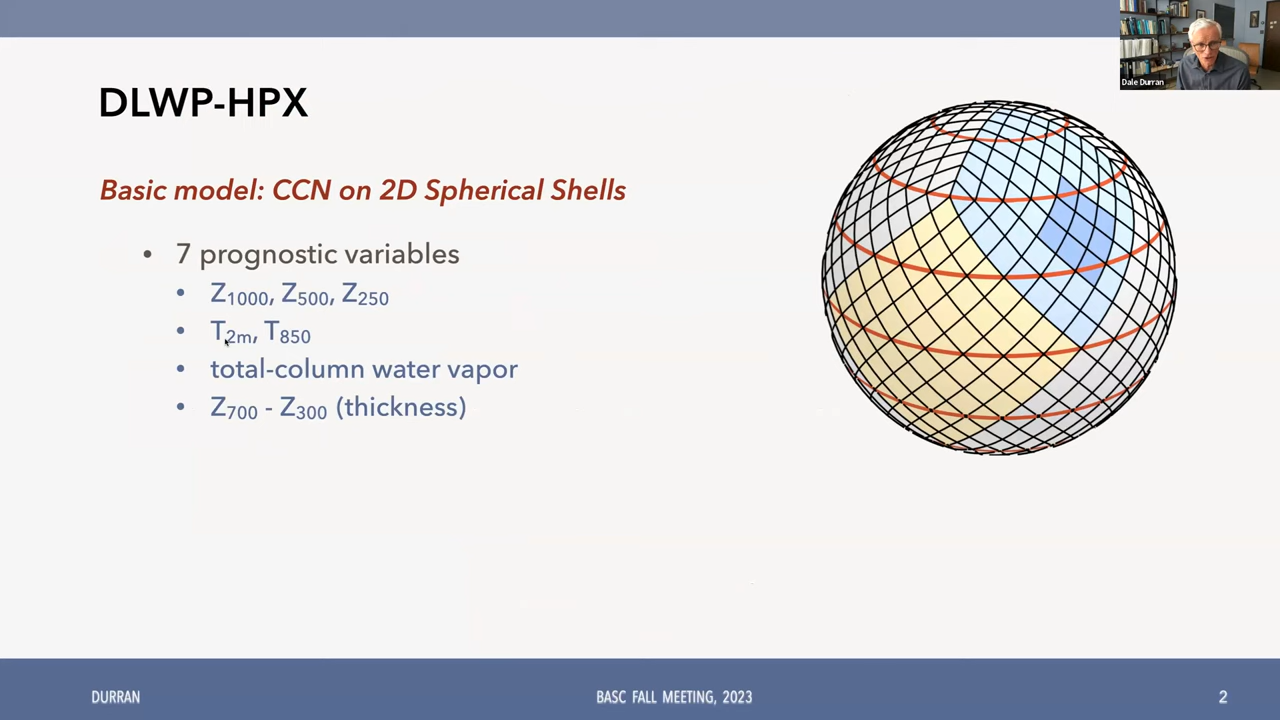 Dale Durran
DLWP-HPX
Basic model: CCN on 2D Spherical Shells
• 7 prognostic variables
• Z1000, Z500, Z250
• T2m, T850
• total-column water vapor
• Z700 - Z300 (thickness)
DURRAN
BASC FALL MEETING, 2023
2